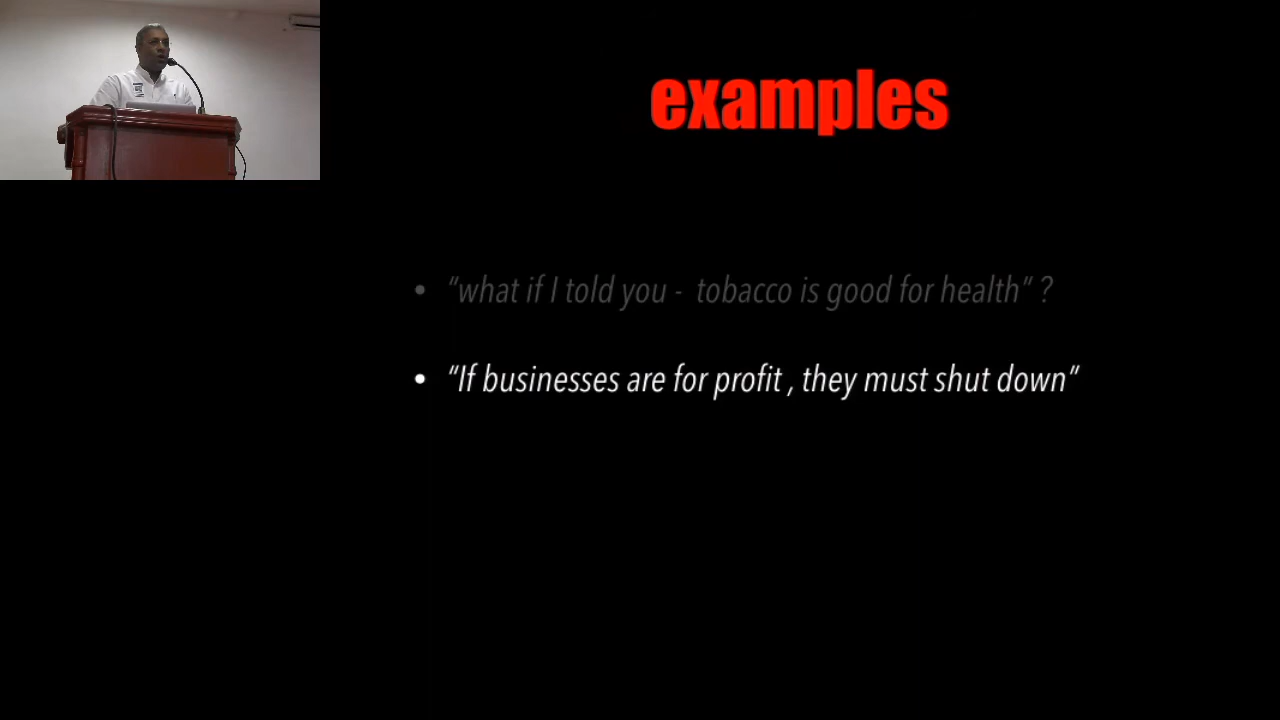 examples
• “what if I told you - tobacco is good for health” ?
• “If businesses are for profit , they must shut down”